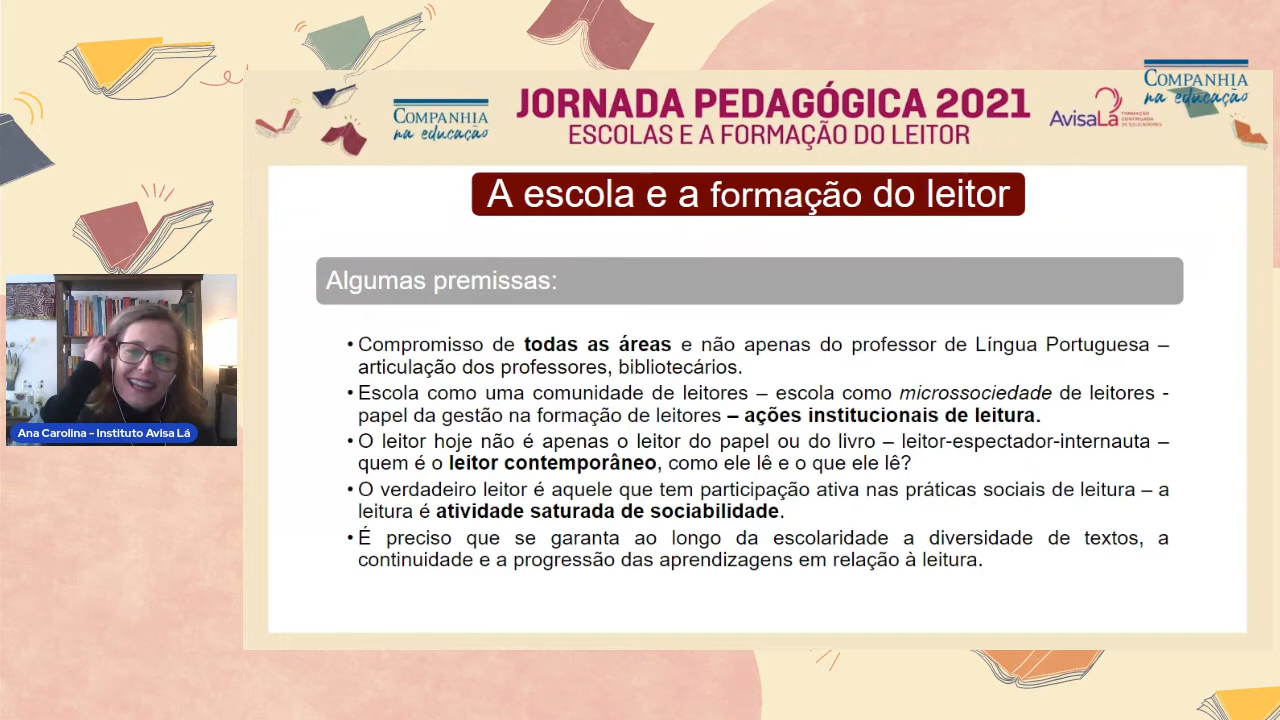 COMPANHIA
na educação
JORNADA PEDAGÓGICA 2021
ESCOLAS E A FORMAÇÃO DO LEITOR
AvisaLá
FORMAÇÃO
CONTINUADA
DE EDUCADORES
COMPANHIA
na educação
A escola e a formação do leitor
Algumas premissas:
• Compromisso de todas as áreas e não apenas do professor de Língua Portuguesa –
articulação dos professores, bibliotecários.
• Escola como uma comunidade de leitores – escola como microssociedade de leitores -
papel da gestão na formação de leitores – ações institucionais de leitura.
• O leitor hoje não é apenas o leitor do papel ou do livro – leitor-espectador-internauta –
quem é o leitor contemporâneo, como ele lê e o que ele lê?
• O verdadeiro leitor é aquele que tem participação ativa nas práticas sociais de leitura – a
leitura é atividade saturada de sociabilidade.
• É preciso que se garanta ao longo da escolaridade a diversidade de textos, a
continuidade e a progressão das aprendizagens em relação à leitura.
Ana Carolina - Instituto Avisa Lá